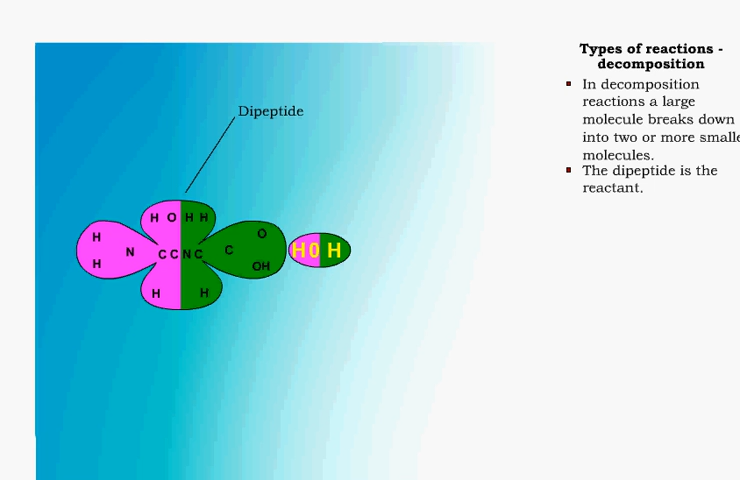 Types of reactions -
decomposition
In decomposition
reactions a large
molecule breaks down
into two or more smalle
molecules.
The dipeptide is the
reactant.
Dipeptide
H O H H
H
O
N
C C N C
C
H0 H
H
OH
H
H